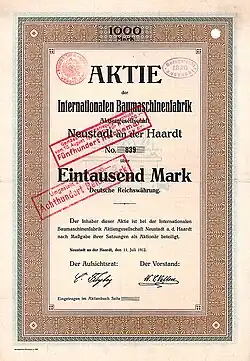 1000
Mark
AKTIE
der
Internationalen Baumaschinenfabrik
Aktiengesellschaft
Neustadt an der Haardt
No. 839
Fünfhundert Reichsmark
Eintausend Mark
Deutsche Reichswährung.
Achthundert Reichsmark
Der Inhaber dieser Aktie ist bei der Internationalen
Baumaschinenfabrik Aktiengesellschaft Neustadt a. d. Haardt
nach Maßgabe ihrer Satzungen als Aktionär beteiligt.
Neustadt an der Haardt, den 11. Juli 1912.
Der Aufsichtsrat:
Der Vorstand:
Eingetragen im Aktienbuch Seite